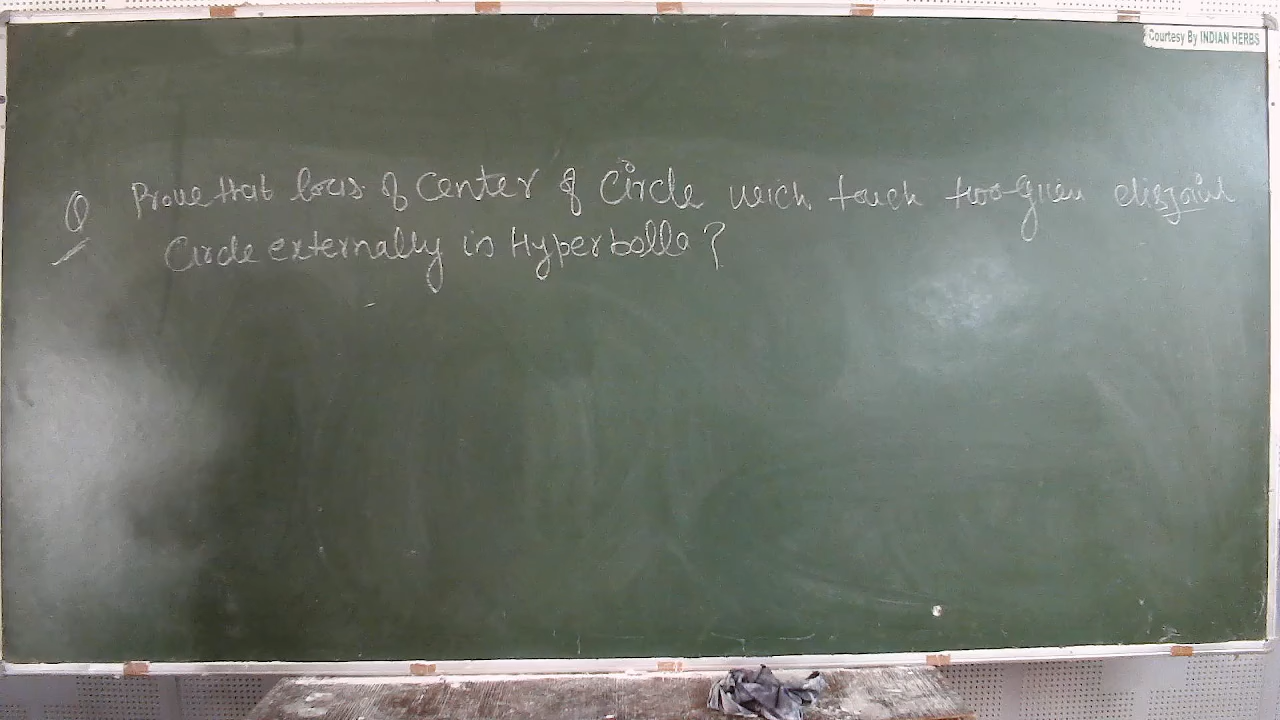 Courtesy By INDIAN HERBS
Q Prove that locus of Center of Circle wich touch two given disjoint
Circle externally is Hyperbolla?